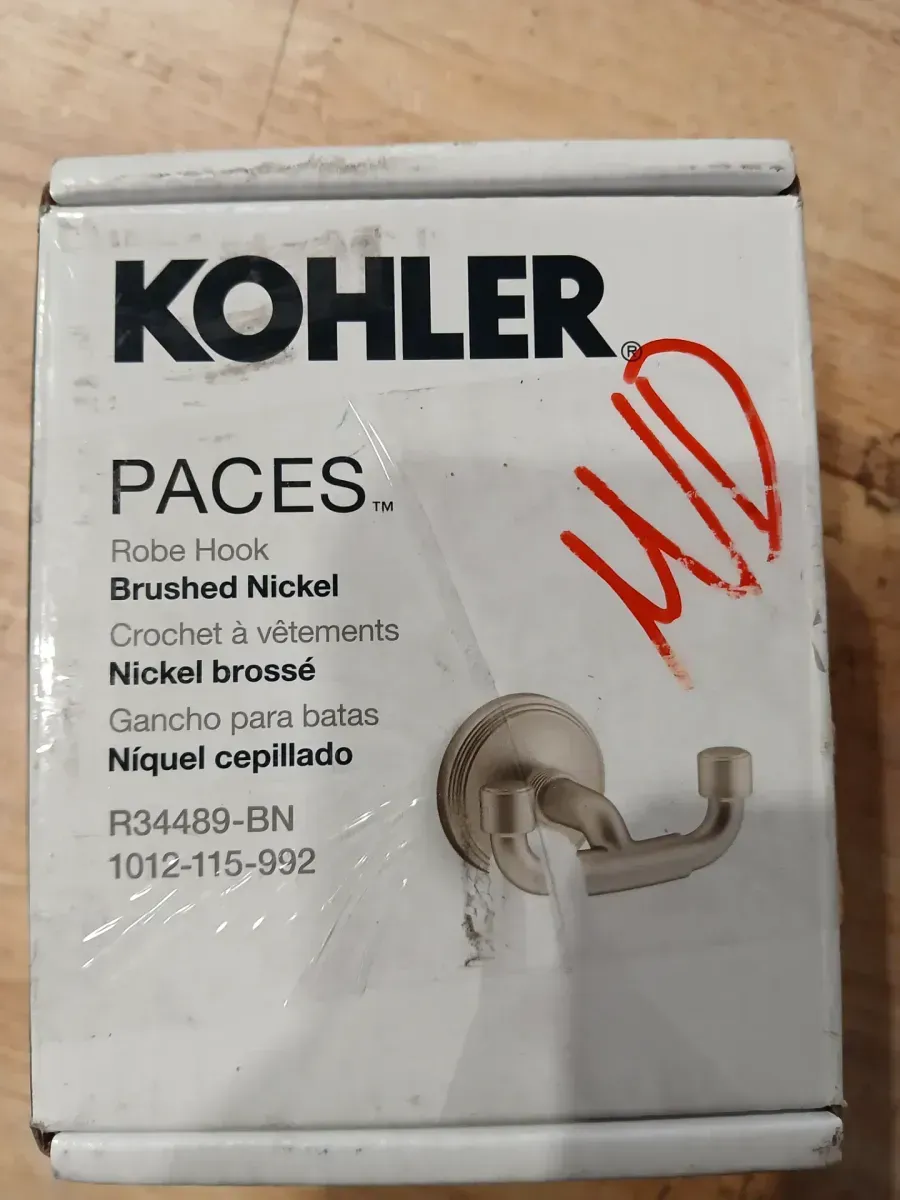 KOHLER®
PACES™
Robe Hook
Brushed Nickel
Crochet à vêtements
Nickel brossé
Gancho para batas
Níquel cepillado
R34489-BN
1012-115-992